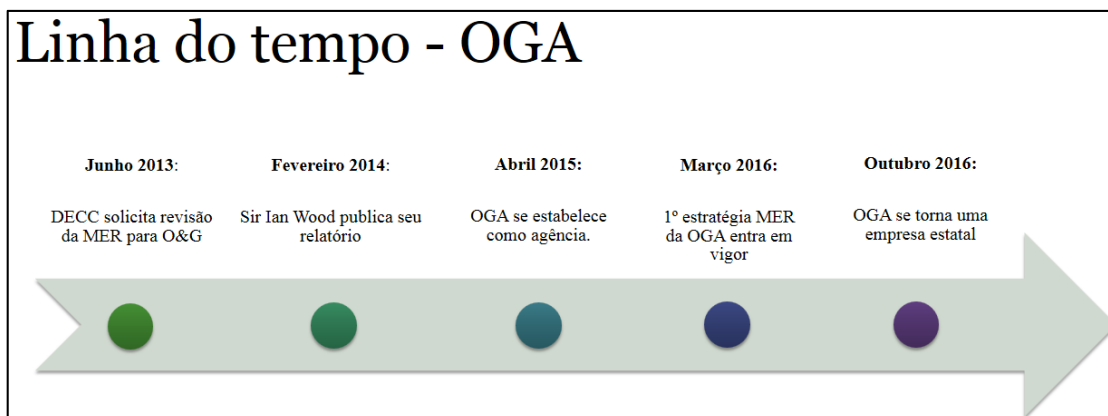 Linha do tempo - OGA
Junho 2013:
DECC solicita revisão
da MER para O&G
Fevereiro 2014:
Sir Ian Wood publica seu
relatório
Abril 2015:
OGA se estabelece
como agência.
Março 2016:
1º estratégia MER
da OGA entra em
vigor
Outubro 2016:
OGA se torna uma
empresa estatal